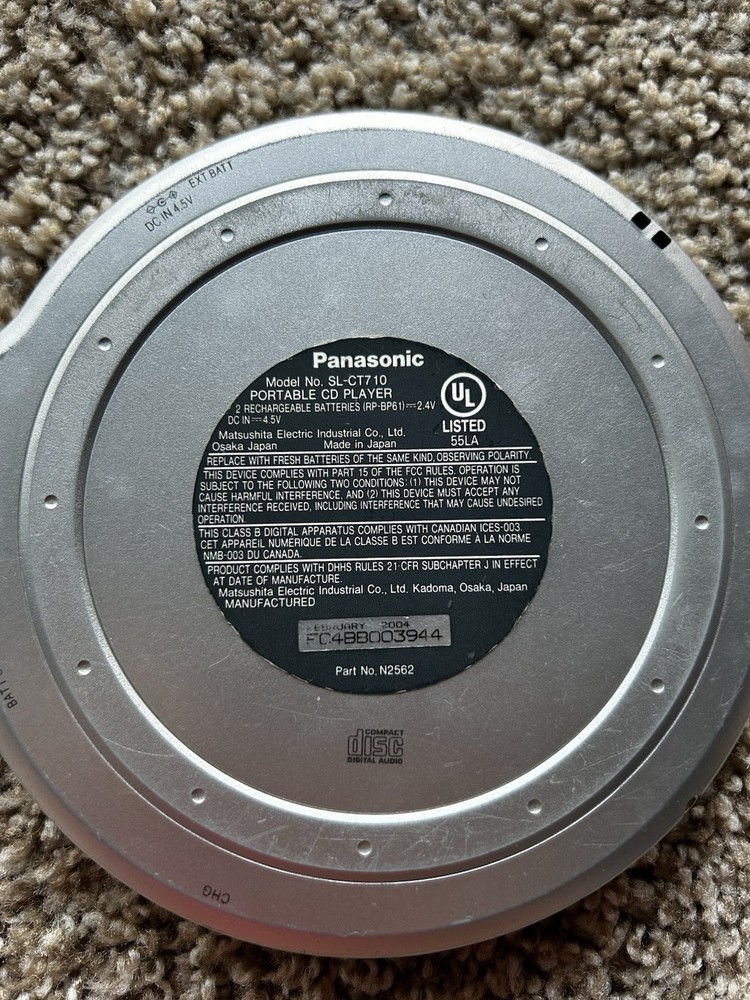 EXT BATT
DC IN 4.5V
Panasonic
Model No. SL-CT710
PORTABLE CD PLAYER
2 RECHARGEABLE BATTERIES (RP-BP61)⎓2.4V
DC IN⎓4.5V
UL
LISTED
55LA
Matsushita Electric Industrial Co., Ltd.
Osaka Japan Made in Japan
REPLACE WITH FRESH BATTERIES OF THE SAME KIND, OBSERVING POLARITY.
THIS DEVICE COMPLIES WITH PART 15 OF THE FCC RULES. OPERATION IS
SUBJECT TO THE FOLLOWING TWO CONDITIONS: (1) THIS DEVICE MAY NOT
CAUSE HARMFUL INTERFERENCE, AND (2) THIS DEVICE MUST ACCEPT ANY
INTERFERENCE RECEIVED, INCLUDING INTERFERENCE THAT MAY CAUSE UNDESIRED
OPERATION.
THIS CLASS B DIGITAL APPARATUS COMPLIES WITH CANADIAN ICES-003.
CET APPAREIL NUMERIQUE DE LA CLASSE B EST CONFORME A LA NORME
NMB-003 DU CANADA.
PRODUCT COMPLIES WITH DHHS RULES 21 CFR SUBCHAPTER J IN EFFECT
AT DATE OF MANUFACTURE.
Matsushita Electric Industrial Co., Ltd. Kadoma, Osaka, Japan
MANUFACTURED
FEBRUARY 2004
FC4BB003944
Part No. N2562
COMPACT
disc
DIGITAL AUDIO
CHG